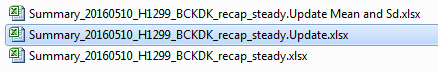 Summary_20160510_H1299_BCKDK_recap_steady.Update Mean and Sd.xlsx
Summary_20160510_H1299_BCKDK_recap_steady.Update.xlsx
Summary_20160510_H1299_BCKDK_recap_steady.xlsx